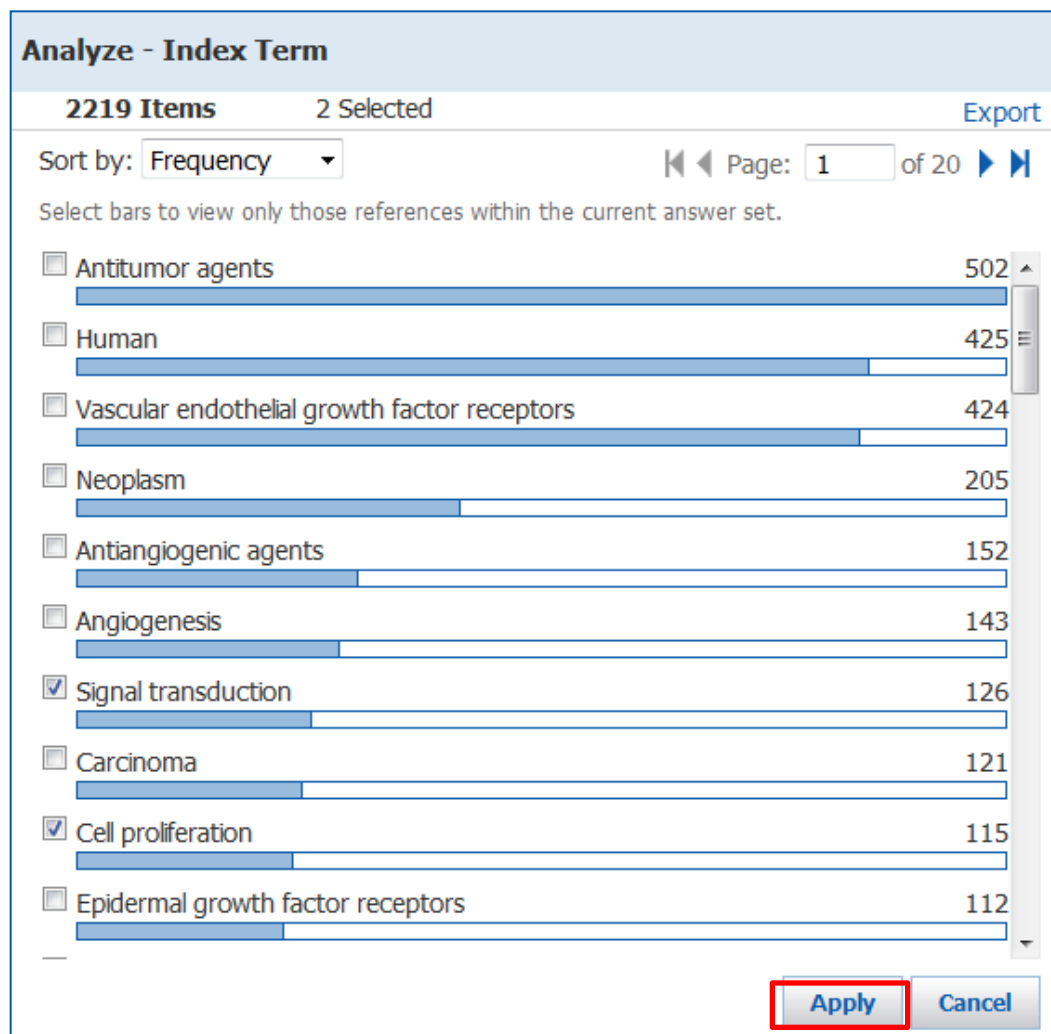 Analyze - Index Term
2219 Items 2 Selected Export
Sort by: Frequency Page: 1 of 20
Select bars to view only those references within the current answer set.
Antitumor agents 502
Human 425
Vascular endothelial growth factor receptors 424
Neoplasm 205
Antiangiogenic agents 152
Angiogenesis 143
Signal transduction 126
Carcinoma 121
Cell proliferation 115
Epidermal growth factor receptors 112
Apply Cancel